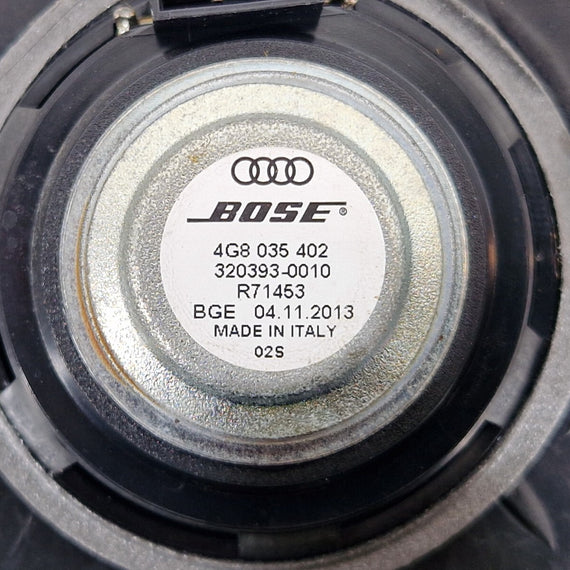 BOSE®
4G8 035 402
320393-0010
R71453
BGE 04.11.2013
MADE IN ITALY
02S